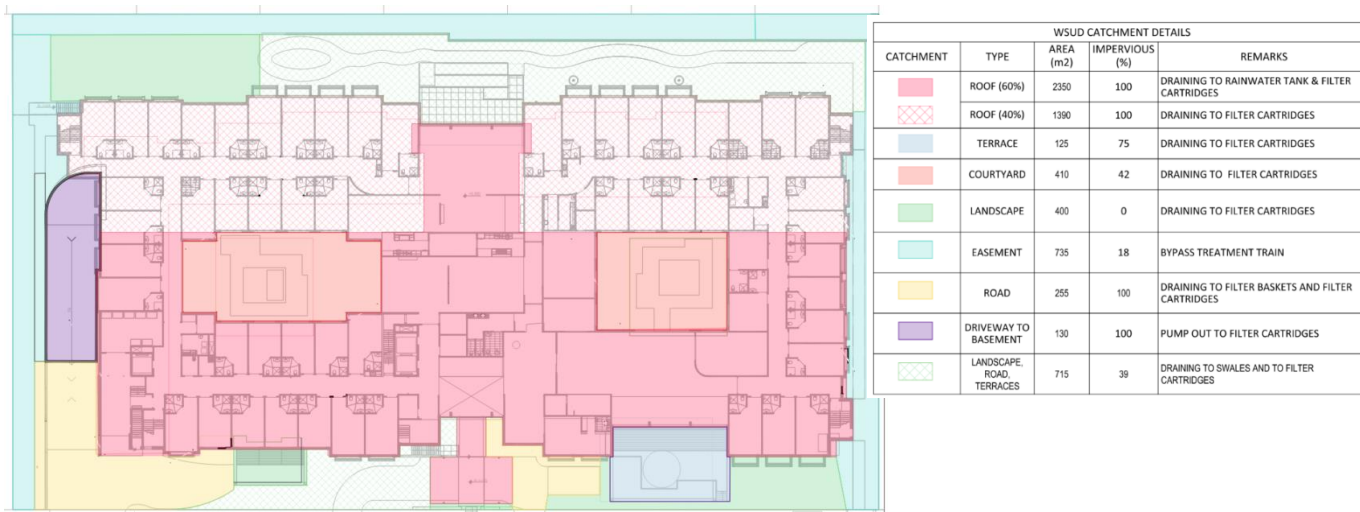 WSUD CATCHMENT DETAILS
CATCHMENT TYPE AREA (m2) IMPERVIOUS (%) REMARKS
ROOF (60%) 2350 100 DRAINING TO RAINWATER TANK & FILTER CARTRIDGES
ROOF (40%) 1390 100 DRAINING TO FILTER CARTRIDGES
TERRACE 125 75 DRAINING TO FILTER CARTRIDGES
COURTYARD 410 42 DRAINING TO FILTER CARTRIDGES
LANDSCAPE 400 0 DRAINING TO FILTER CARTRIDGES
EASEMENT 735 18 BYPASS TREATMENT TRAIN
ROAD 255 100 DRAINING TO FILTER BASKETS AND FILTER CARTRIDGES
DRIVEWAY TO BASEMENT 130 100 PUMP OUT TO FILTER CARTRIDGES
LANDSCAPE, ROAD, TERRACES 715 39 DRAINING TO SWALES AND TO FILTER CARTRIDGES